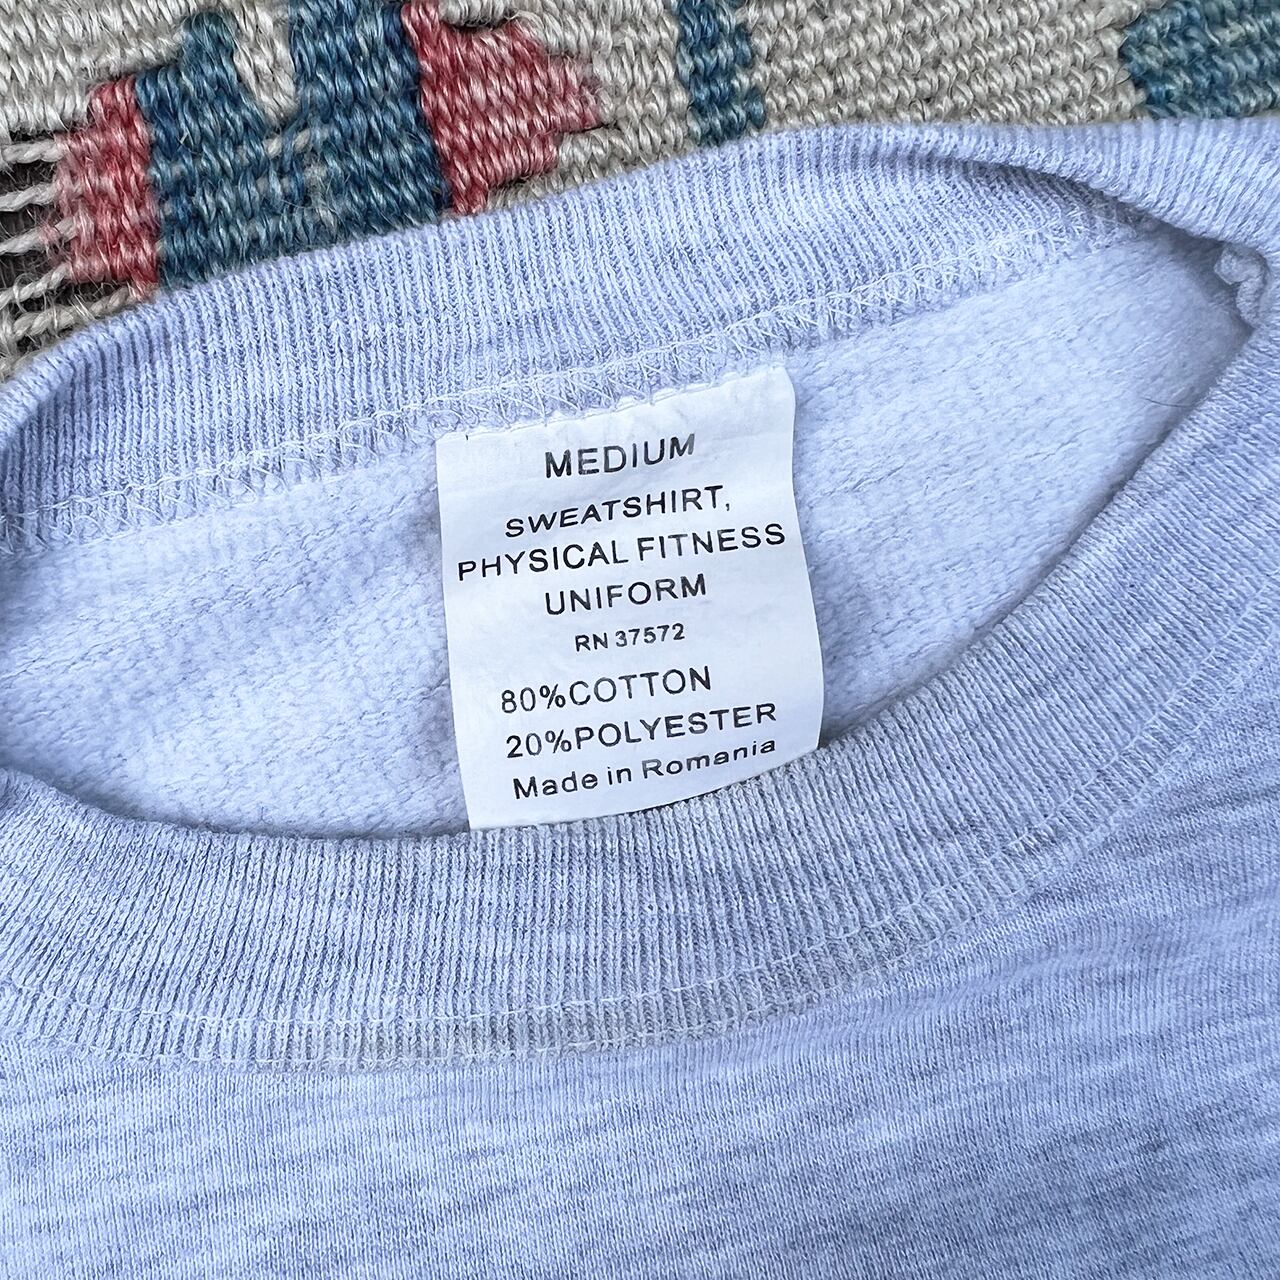 MEDIUM
SWEATSHIRT,
PHYSICAL FITNESS
UNIFORM
RN 37572
80%COTTON
20%POLYESTER
Made in Romania